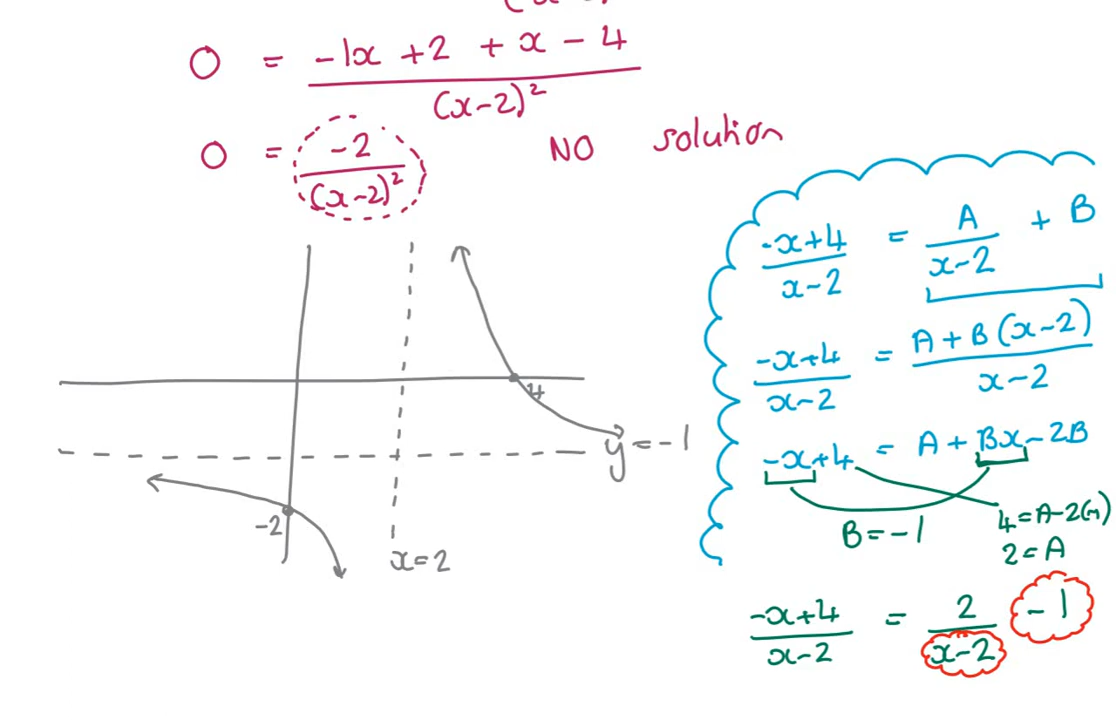 0 = (-1x + 2 + x - 4)/(x-2)²
0 = -2/(x-2)² NO solution
4
y = -1
-2
x = 2
(-x+4)/(x-2) = A/(x-2) + B
(-x+4)/(x-2) = (A + B(x-2))/(x-2)
-x+4 = A + Bx - 2B
B = -1
4 = A - 2(-1)
2 = A
(-x+4)/(x-2) = 2/(x-2) - 1